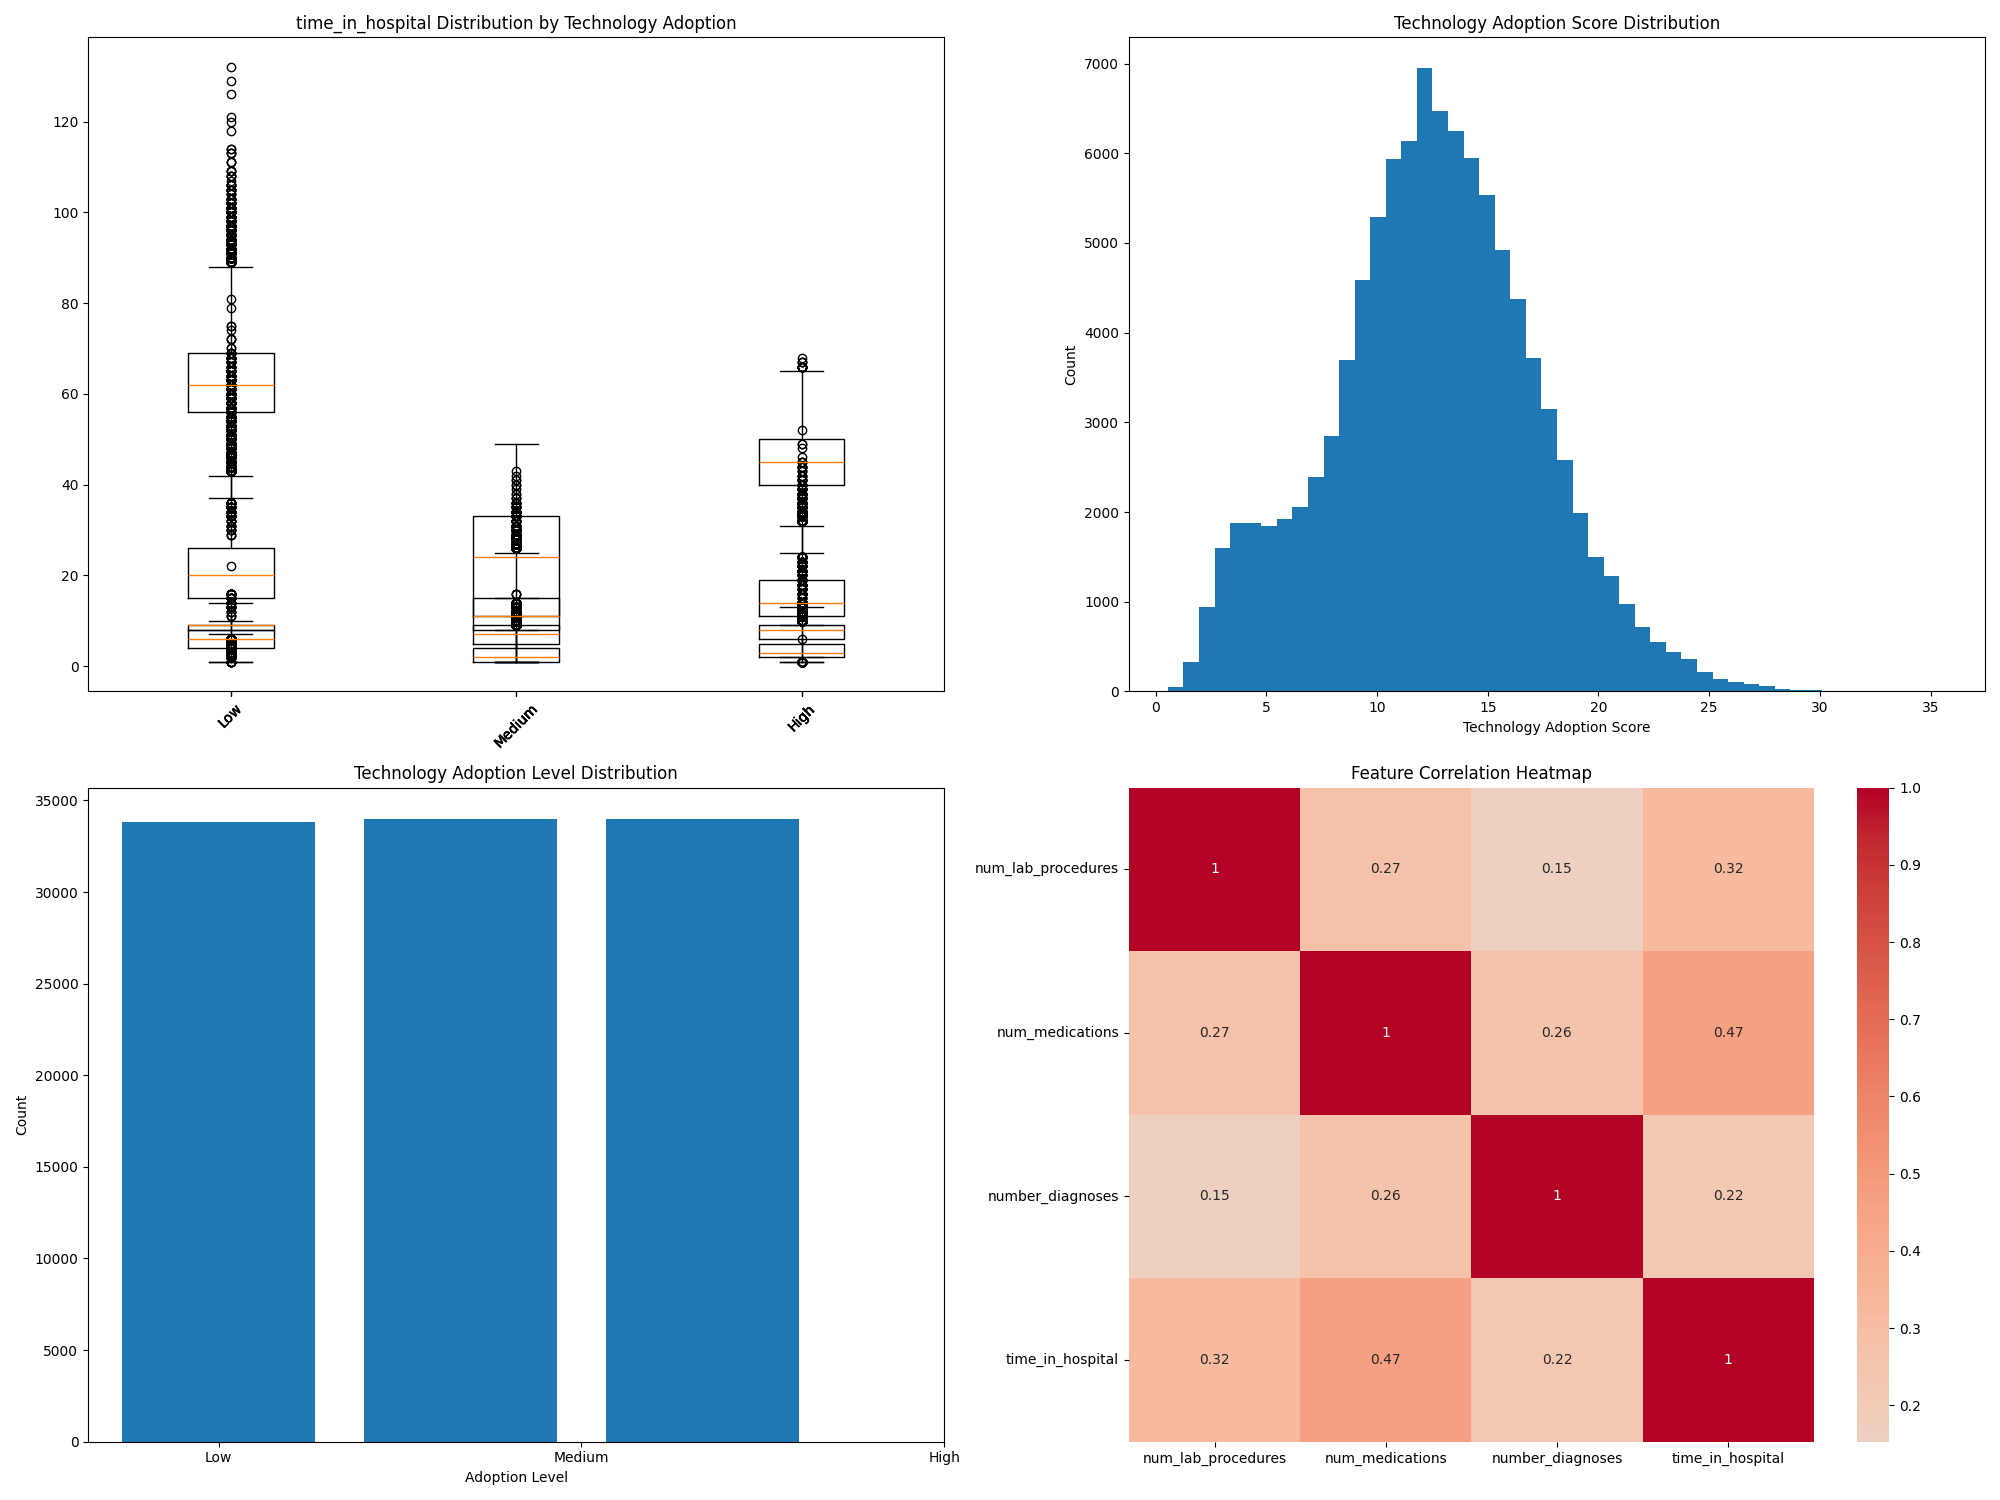 time_in_hospital Distribution by Technology Adoption
120
100
80
60
40
20
0
Low
Medium
High
Technology Adoption Score Distribution
Count
7000
6000
5000
4000
3000
2000
1000
0
0 5 10 15 20 25 30 35
Technology Adoption Score
Technology Adoption Level Distribution
Count
35000
30000
25000
20000
15000
10000
5000
0
Low Medium High
Adoption Level
Feature Correlation Heatmap
num_lab_procedures 1 0.27 0.15 0.32
num_medications 0.27 1 0.26 0.47
number_diagnoses 0.15 0.26 1 0.22
time_in_hospital 0.32 0.47 0.22 1
num_lab_procedures num_medications number_diagnoses time_in_hospital
1.0
0.9
0.8
0.7
0.6
0.5
0.4
0.3
0.2